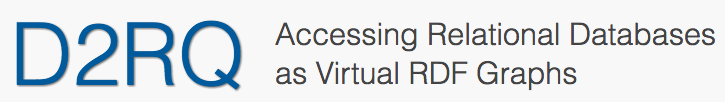 D2RQ
Accessing Relational Databases
as Virtual RDF Graphs